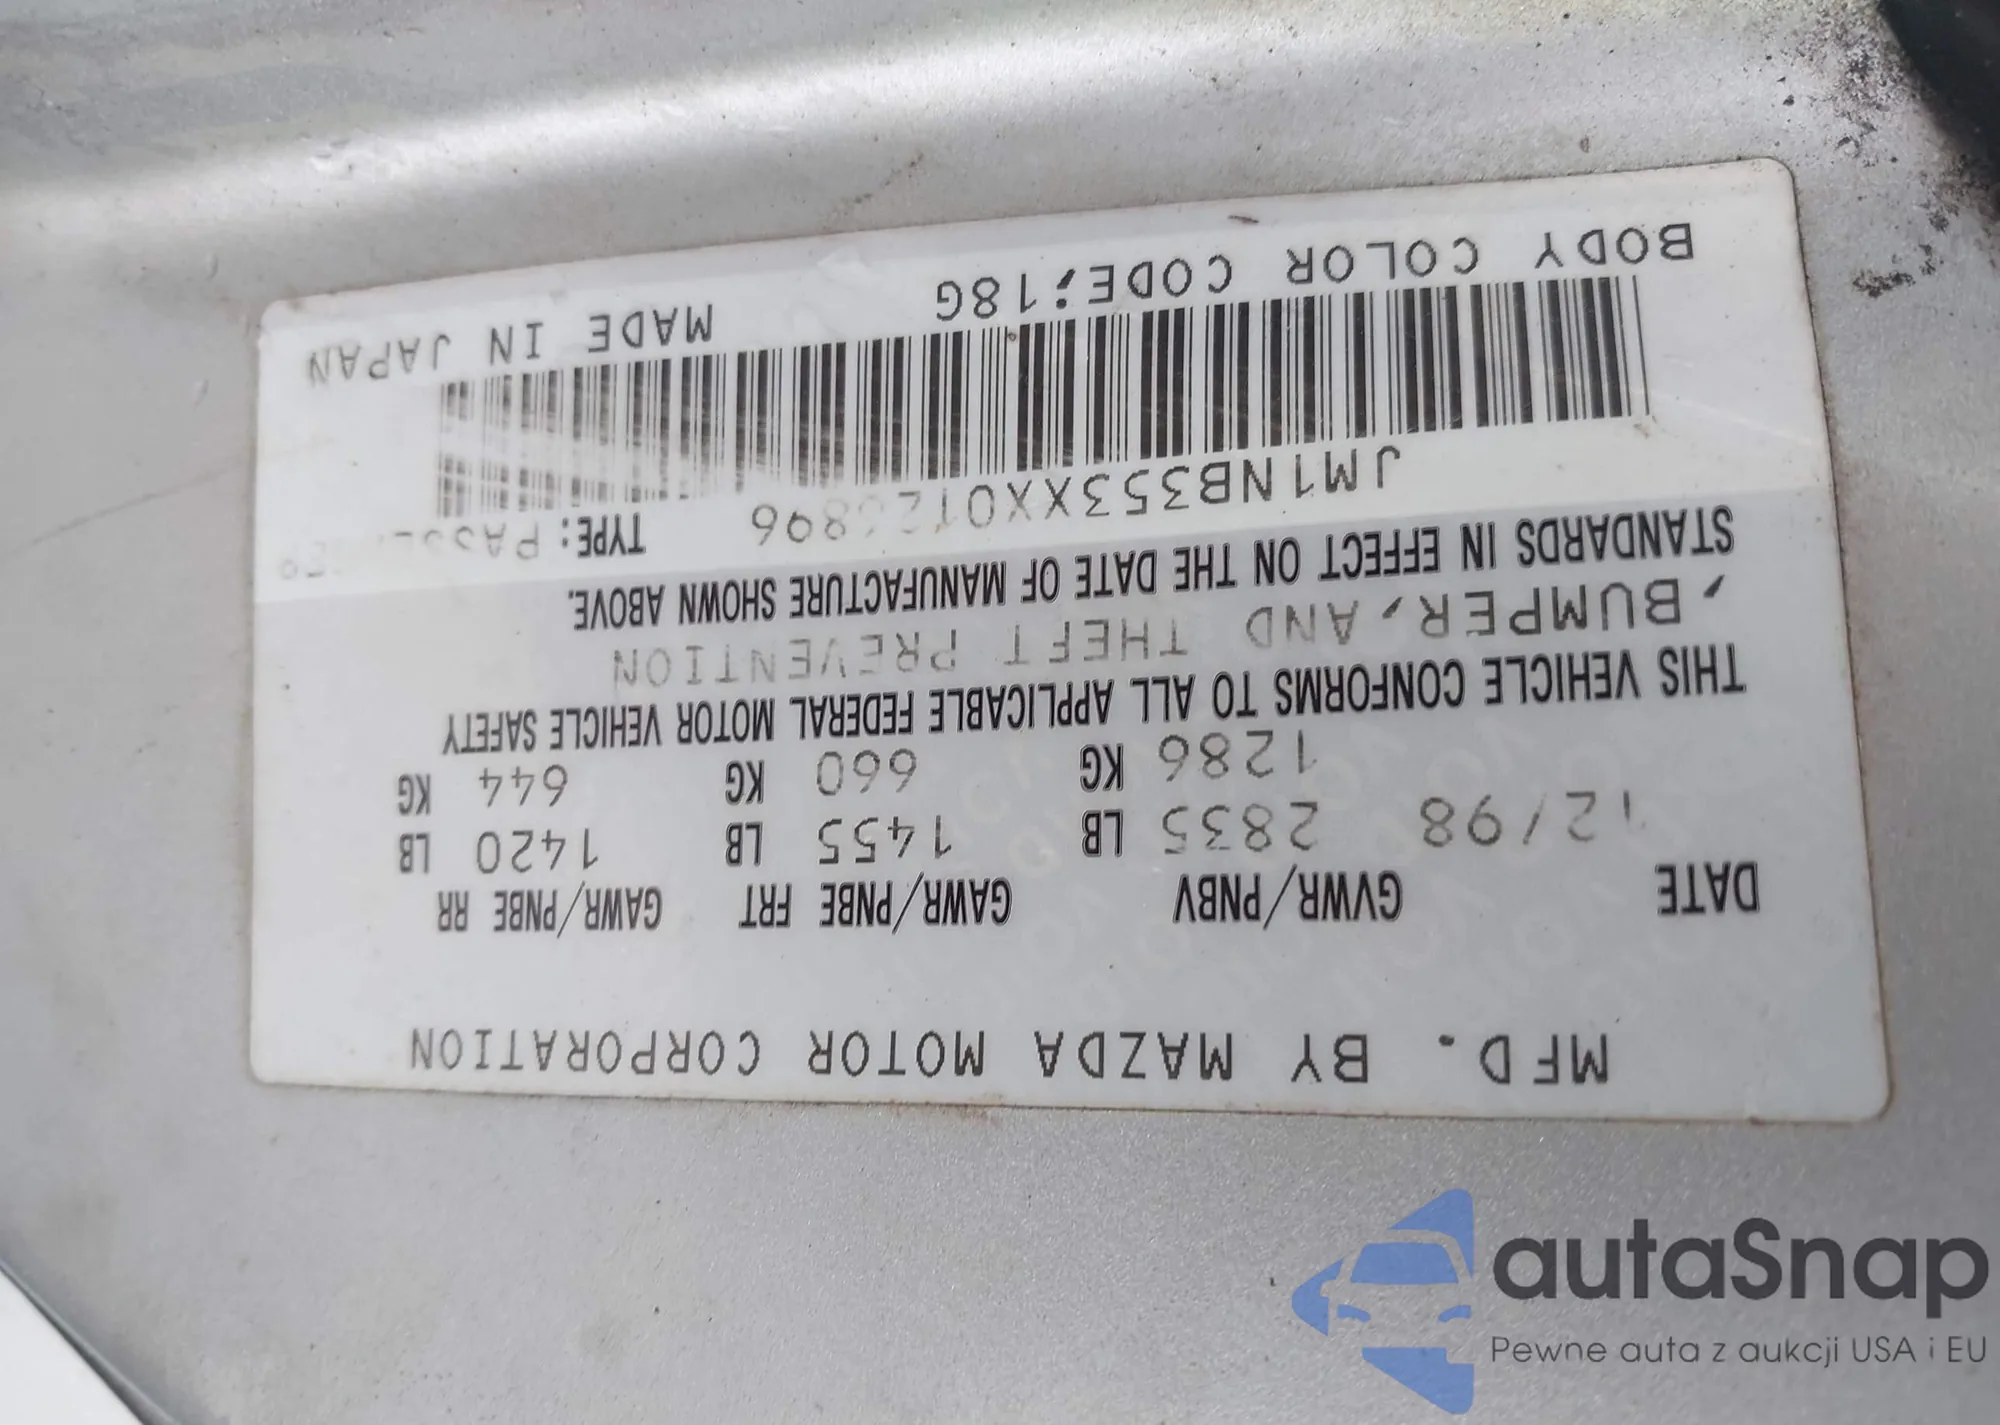 MFD. BY MAZDA MOTOR CORPORATION
DATE GVWR/PNBV GAWR/PNBE FRT GAWR/PNBE RR
12/98 2835 LB 1455 LB 1420 LB
1286 KG 660 KG 644 KG
THIS VEHICLE CONFORMS TO ALL APPLICABLE FEDERAL MOTOR VEHICLE SAFETY
,BUMPER,AND THEFT PREVENTION
STANDARDS IN EFFECT ON THE DATE OF MANUFACTURE SHOWN ABOVE.
TYPE:
BODY COLOR CODE:18G MADE IN JAPAN
autaSnap
Pewne auta z aukcji USA i EU